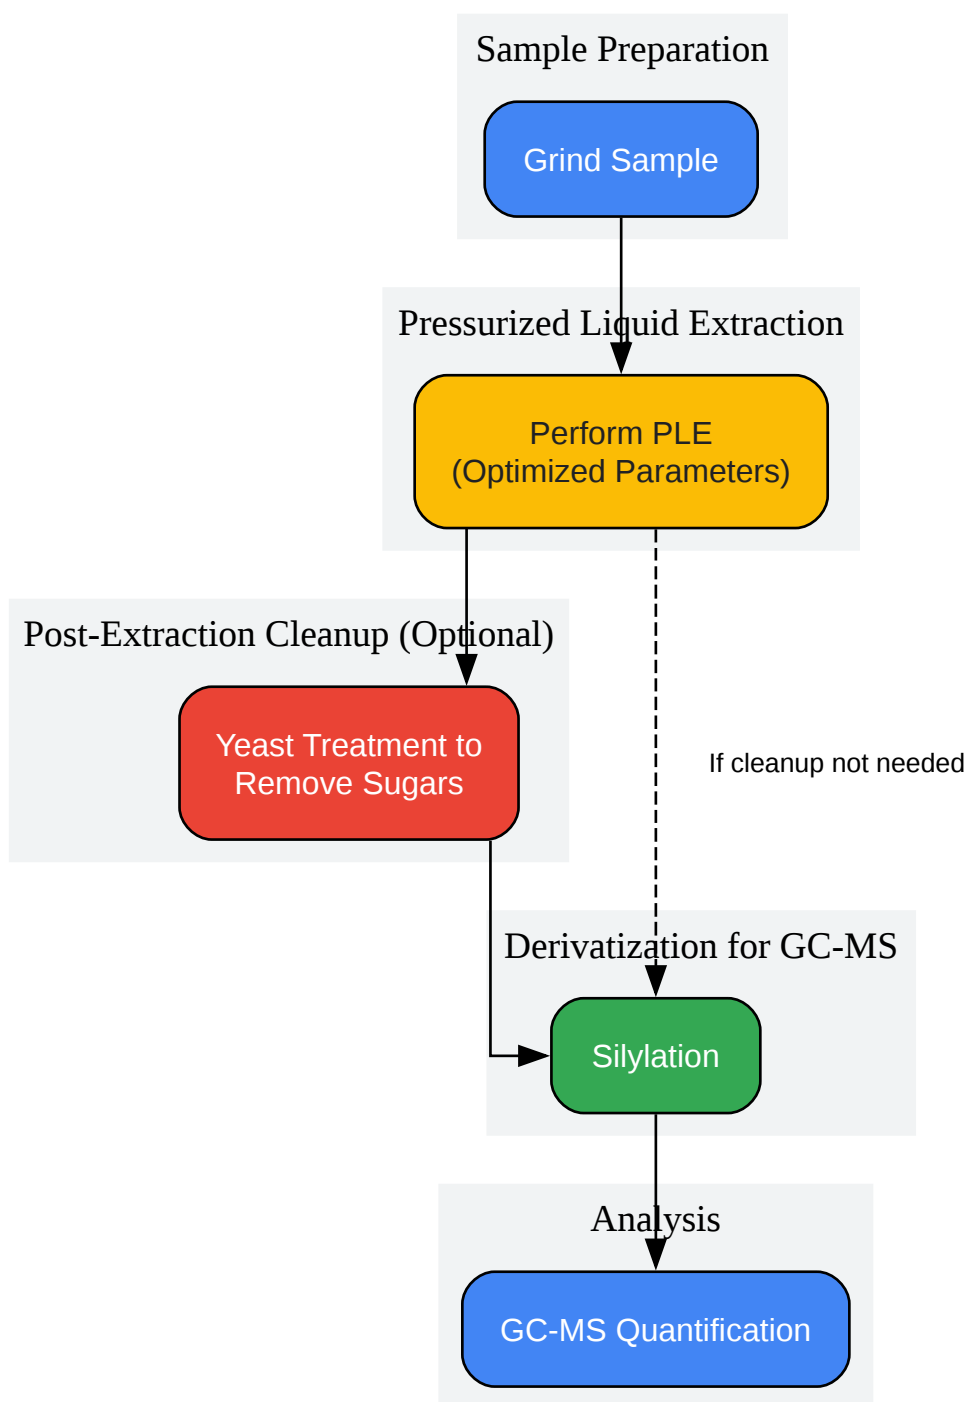 Sample Preparation
Grind Sample
Pressurized Liquid Extraction
Perform PLE
(Optimized Parameters)
Post-Extraction Cleanup (Optional)
Yeast Treatment to
Remove Sugars
If cleanup not needed
Derivatization for GC-MS
Silylation
Analysis
GC-MS Quantification